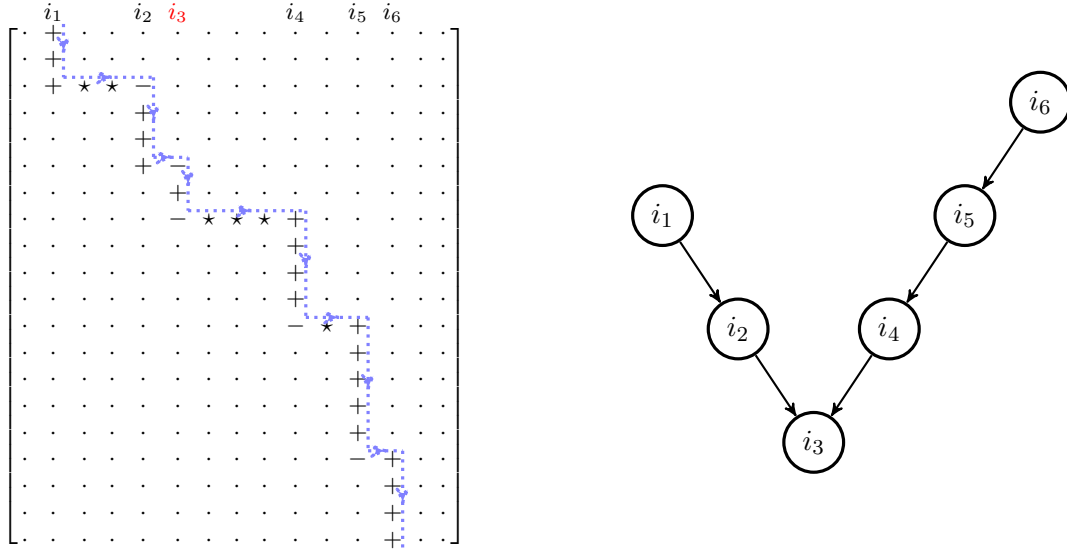 i₁ i₂ i₃ i₄ i₅ i₆
· + · · · · · · · · · · · · ·
· + · · · · · · · · · · · · ·
· + ⋆ ⋆ − · · · · · · · · · ·
· · · · + · · · · · · · · · ·
· · · · + · · · · · · · · · ·
· · · · + − · · · · · · · · ·
· · · · · + · · · · · · · · ·
· · · · · − ⋆ ⋆ ⋆ + · · · · ·
· · · · · · · · · + · · · · ·
· · · · · · · · · + · · · · ·
· · · · · · · · · + · · · · ·
· · · · · · · · · − ⋆ + · · ·
· · · · · · · · · · · + · · ·
· · · · · · · · · · · + · · ·
· · · · · · · · · · · + · · ·
· · · · · · · · · · · + · · ·
· · · · · · · · · · · − + · ·
· · · · · · · · · · · · + · ·
· · · · · · · · · · · · + · ·
· · · · · · · · · · · · + · ·
i₆
i₁ i₅
i₂ i₄
i₃